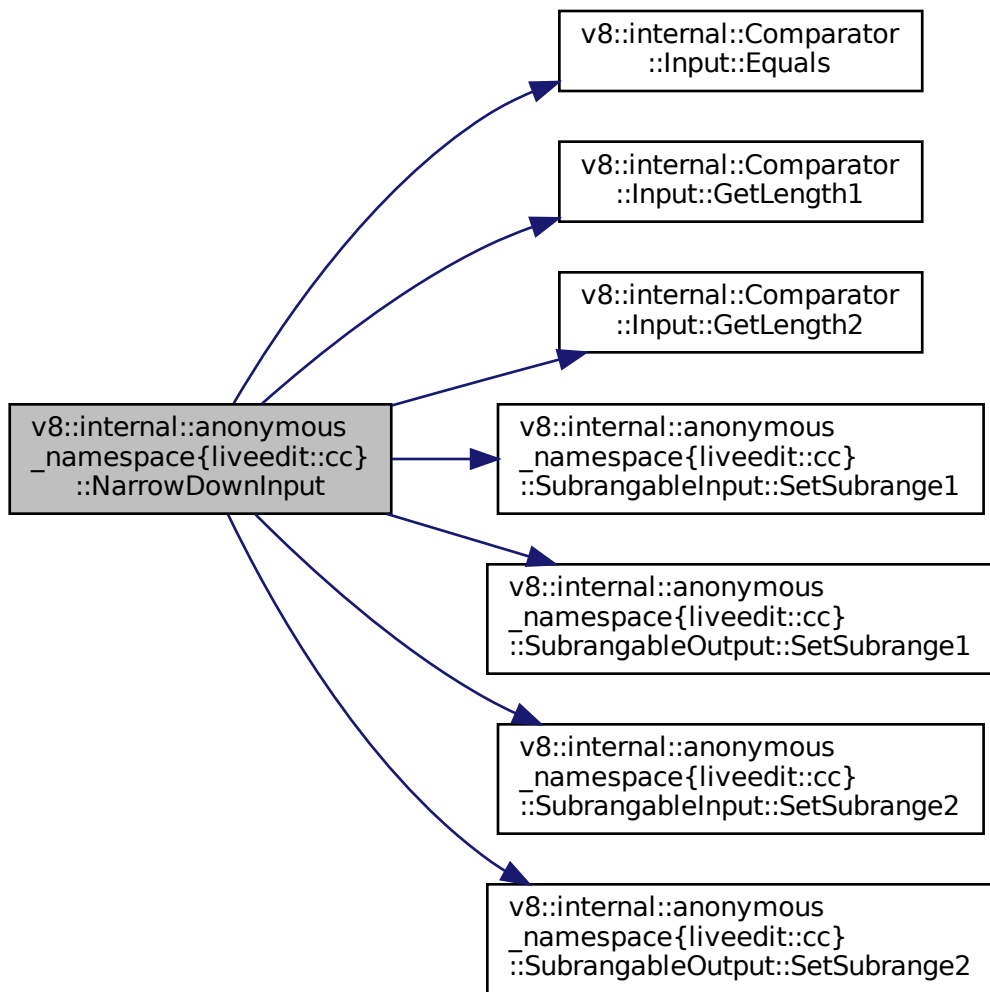 v8::internal::Comparator
::Input::Equals
v8::internal::Comparator
::Input::GetLength1
v8::internal::Comparator
::Input::GetLength2
v8::internal::anonymous
_namespace{liveedit::cc}
::NarrowDownInput
v8::internal::anonymous
_namespace{liveedit::cc}
::SubrangableInput::SetSubrange1
v8::internal::anonymous
_namespace{liveedit::cc}
::SubrangableOutput::SetSubrange1
v8::internal::anonymous
_namespace{liveedit::cc}
::SubrangableInput::SetSubrange2
v8::internal::anonymous
_namespace{liveedit::cc}
::SubrangableOutput::SetSubrange2